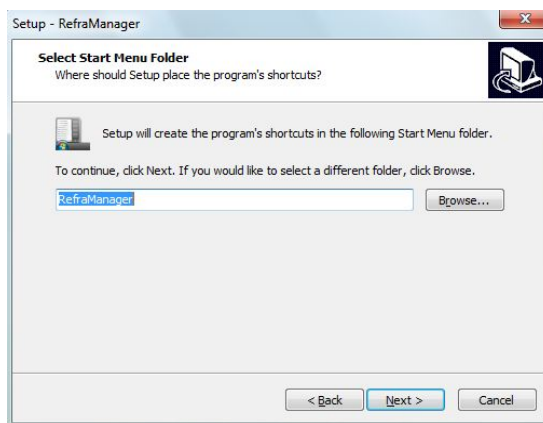 Setup - RefraManager
Select Start Menu Folder
Where should Setup place the program's shortcuts?
Setup will create the program's shortcuts in the following Start Menu folder.
To continue, click Next. If you would like to select a different folder, click Browse.
RefraManager
Browse...
< Back
Next >
Cancel